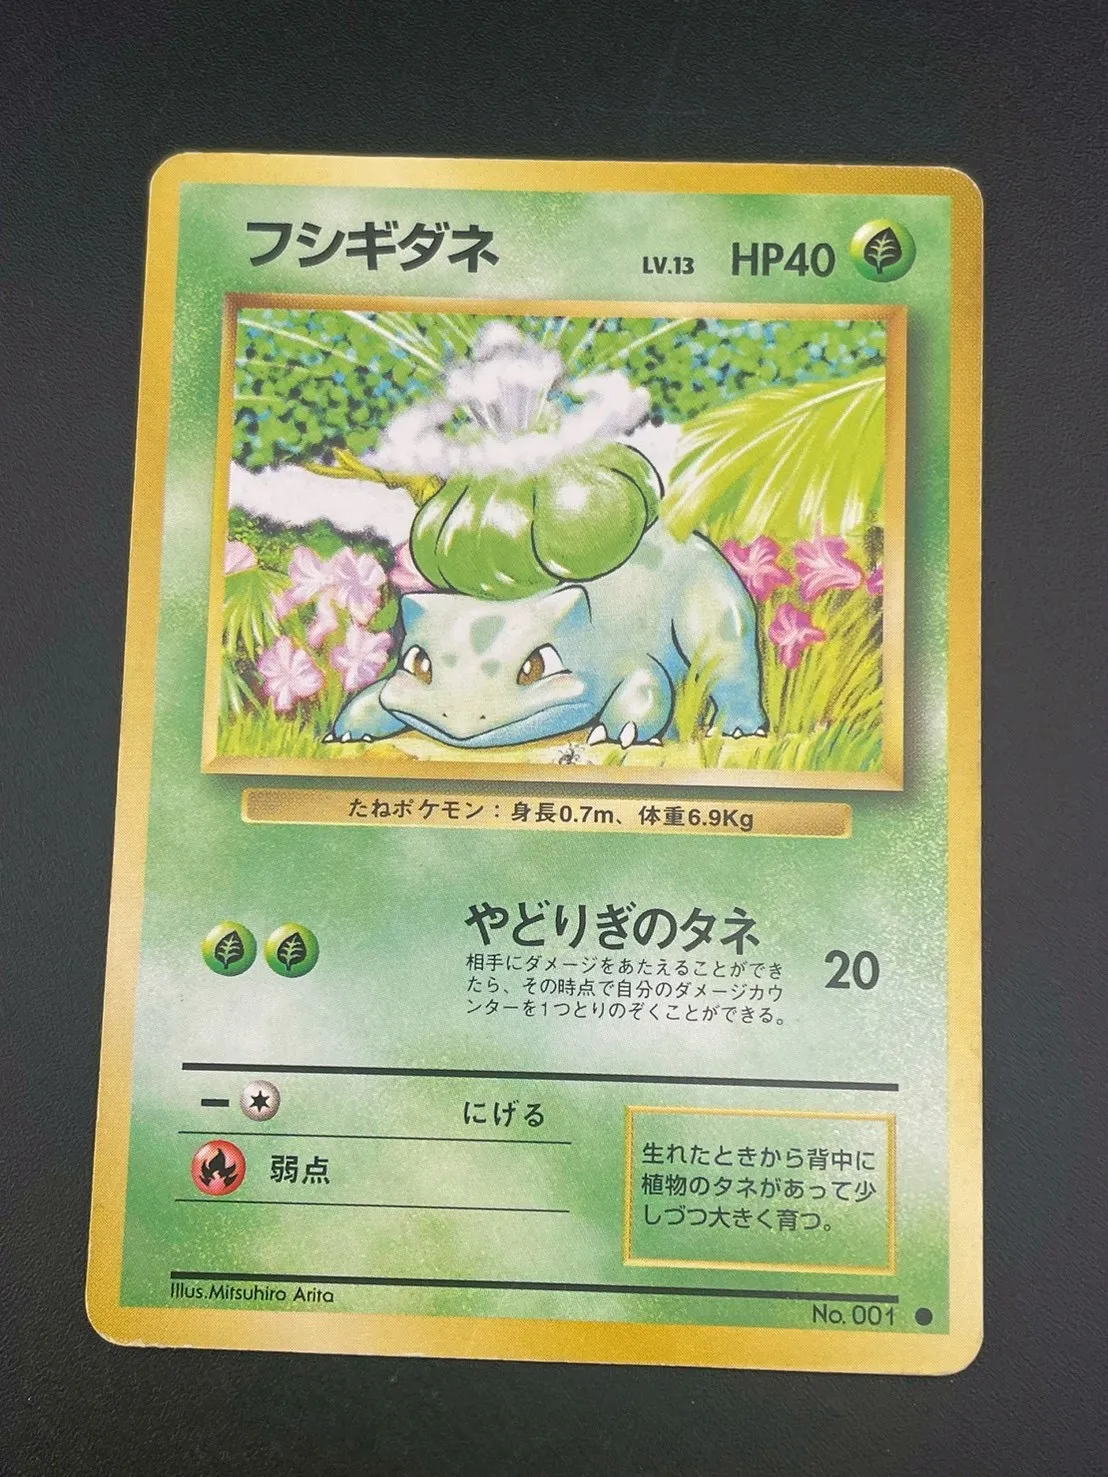 フシギダネ
LV.13 HP40
たねポケモン：身長0.7m、体重6.9Kg
やどりぎのタネ
相手にダメージをあたえることができ
たら、その時点で自分のダメージカウ
ンターを1つとりのぞくことができる。
20
にげる
弱点
生れたときから背中に
植物のタネがあって少
しづつ大きく育つ。
Illus.Mitsuhiro Arita
No. 001 ●